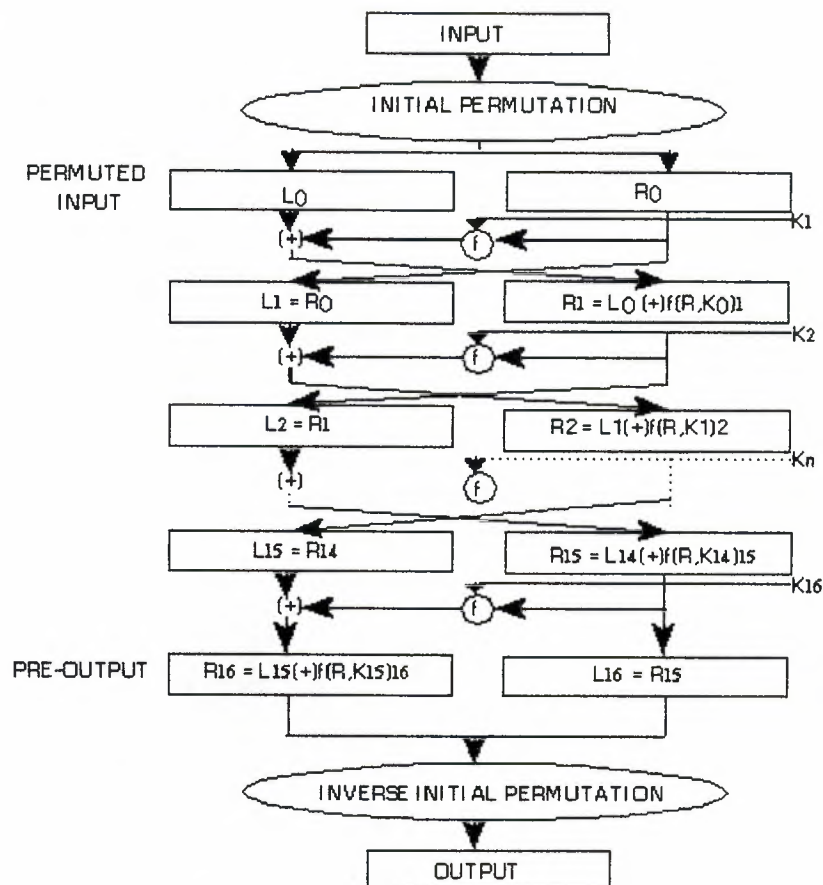 INPUT
INITIAL PERMUTATION
PERMUTED
INPUT
L0
R0
K1
(+)
f
L1 = R0
R1 = L0 (+)f(R,K0)1
K2
(+)
f
L2 = R1
R2 = L1(+)f(R,K1)2
Kn
(+)
f
L15 = R14
R15 = L14(+)f(R,K14)15
K16
(+)
f
PRE-OUTPUT
R16 = L15(+)f(R,K15)16
L16 = R15
INVERSE INITIAL PERMUTATION
OUTPUT